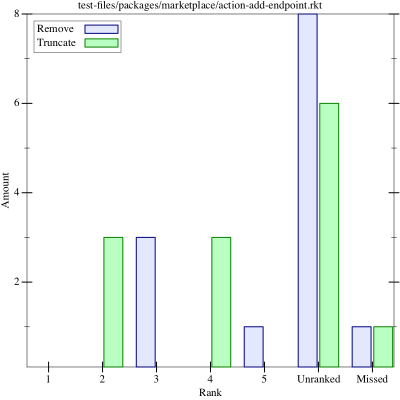 test-files/packages/marketplace/action-add-endpoint.rkt
Remove
Truncate
8
6
4
2
Amount
1 2 3 4 5 Unranked Missed
Rank